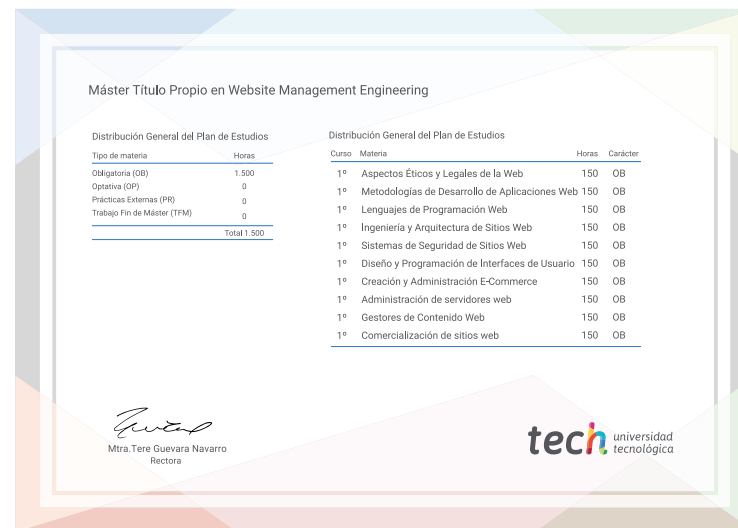 Máster Título Propio en Website Management Engineering
Distribución General del Plan de Estudios
Tipo de materia Horas
Obligatoria (OB) 1.500
Optativa (OP) 0
Prácticas Externas (PR) 0
Trabajo Fin de Máster (TFM) 0
Total 1.500
Distribución General del Plan de Estudios
Curso Materia Horas Carácter
1º Aspectos Éticos y Legales de la Web 150 OB
1º Metodologías de Desarrollo de Aplicaciones Web 150 OB
1º Lenguajes de Programación Web 150 OB
1º Ingeniería y Arquitectura de Sitios Web 150 OB
1º Sistemas de Seguridad de Sitios Web 150 OB
1º Diseño y Programación de Interfaces de Usuario 150 OB
1º Creación y Administración E-Commerce 150 OB
1º Administración de servidores web 150 OB
1º Gestores de Contenido Web 150 OB
1º Comercialización de sitios web 150 OB
Mtra.Tere Guevara Navarro
Rectora
tech universidad
tecnológica